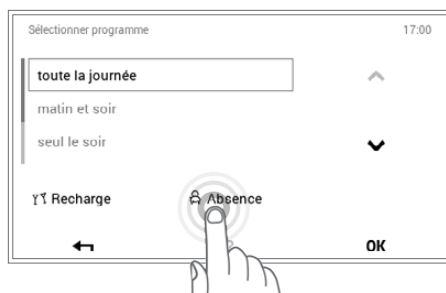 Sélectionner programme 17:00
toute la journée
matin et soir
seul le soir
Recharge Absence
OK